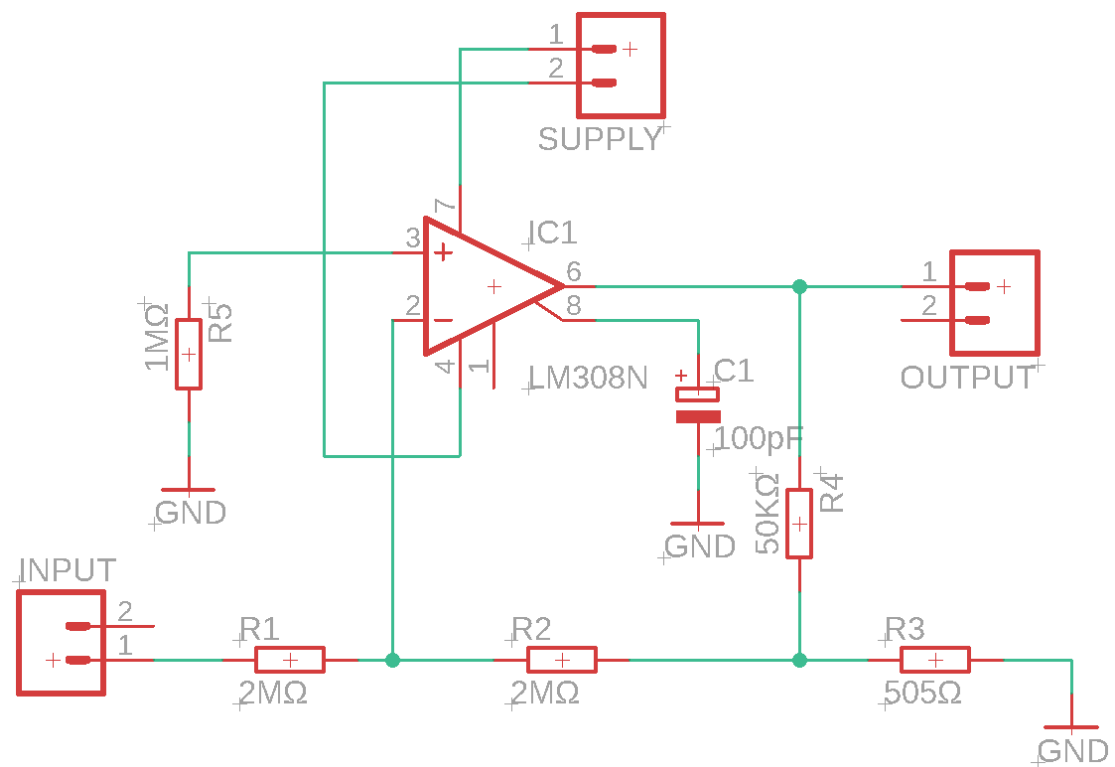 1
2
SUPPLY
7
3
IC1
6
1
2
8
2
OUTPUT
1MΩ
R5
4
1
LM308N
C1
100pF
50KΩ
R4
GND
GND
INPUT
2
1
R1
2MΩ
R2
2MΩ
R3
505Ω
GND